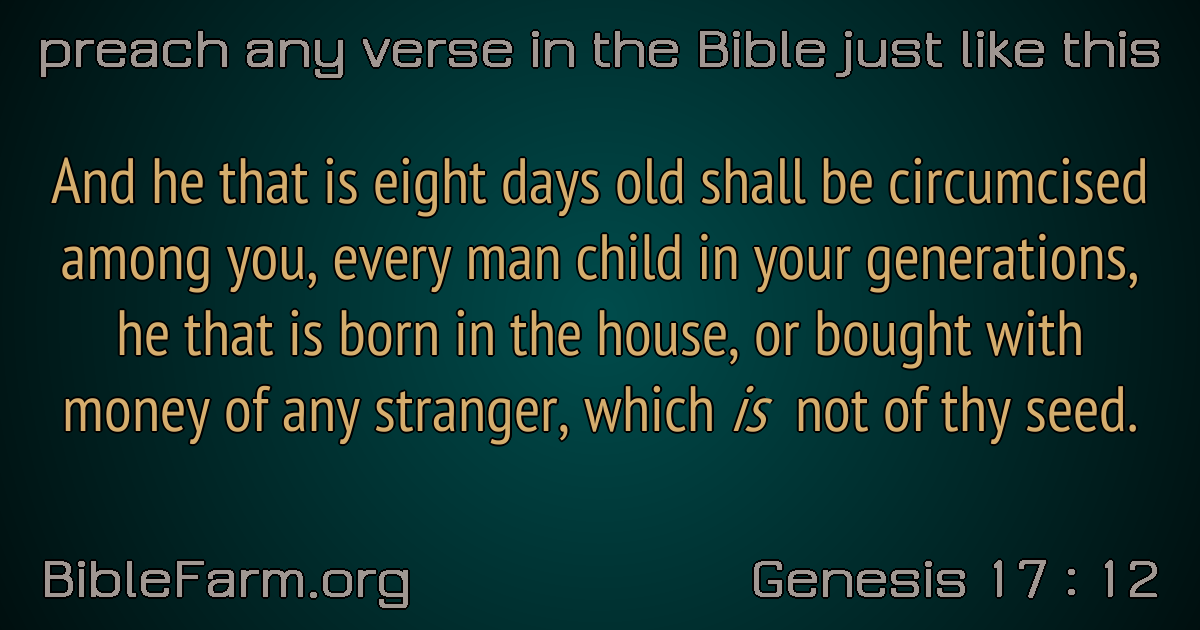 preach any verse in the Bible just like this
And he that is eight days old shall be circumcised
among you, every man child in your generations,
he that is born in the house, or bought with
money of any stranger, which is not of thy seed.
BibleFarm.org
Genesis 17 : 12